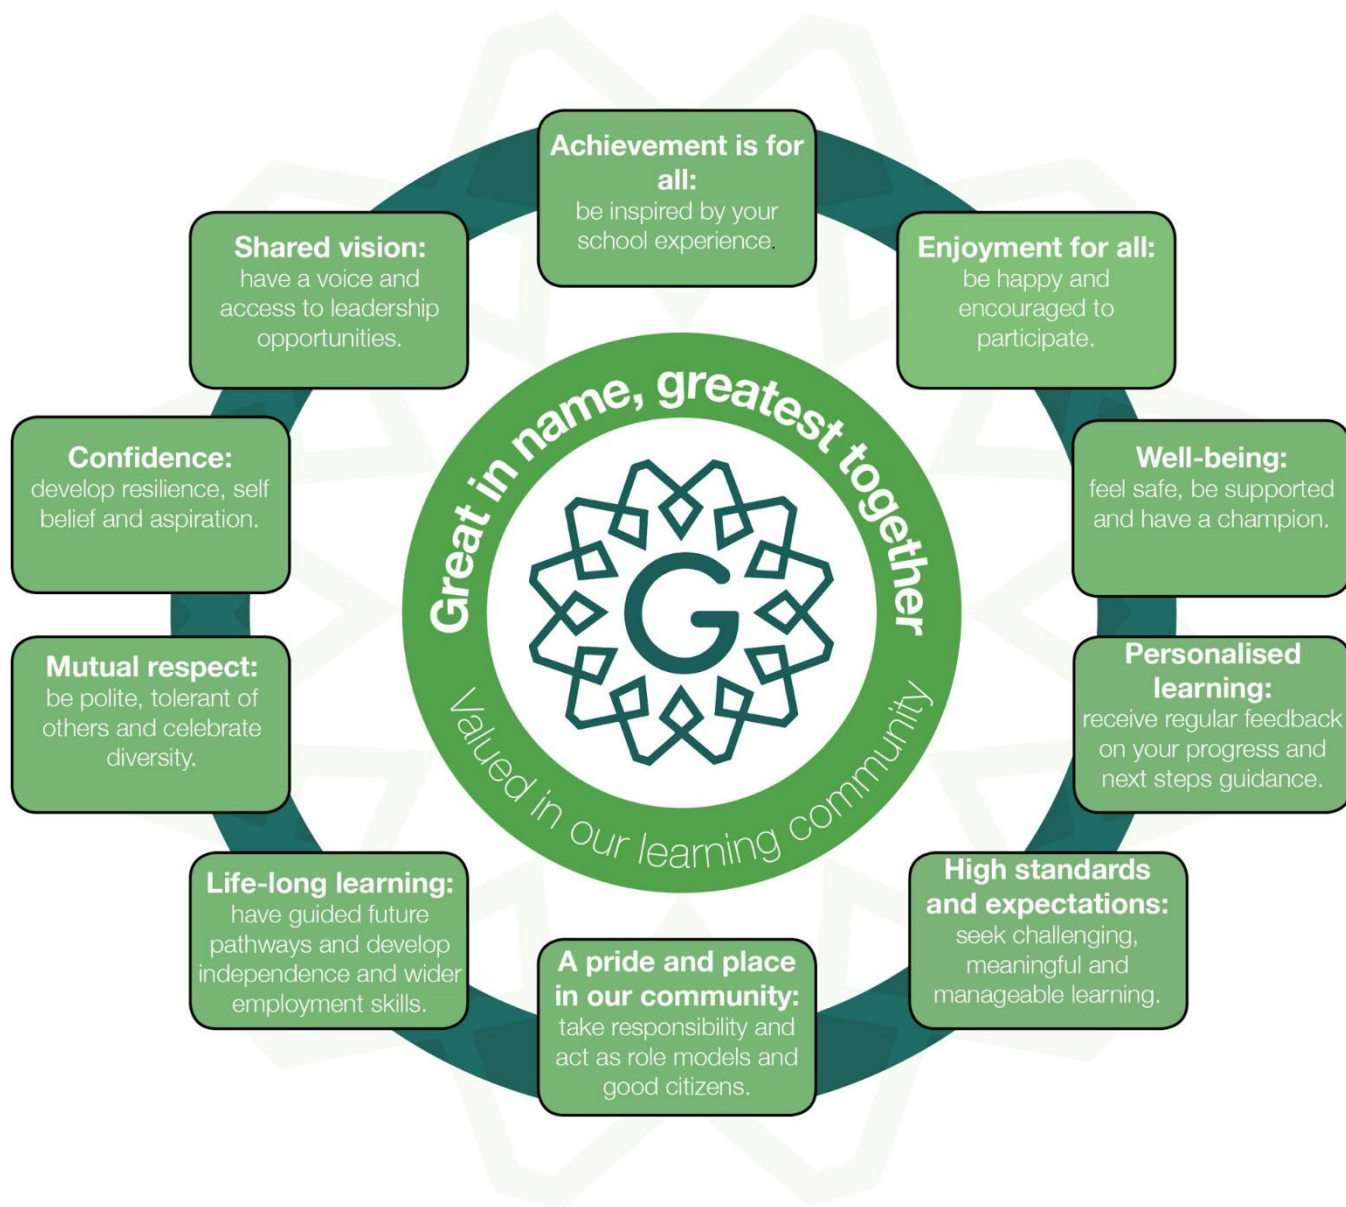 Achievement is for
all:
be inspired by your
school experience.
Enjoyment for all:
be happy and
encouraged to
participate.
Well-being:
feel safe, be supported
and have a champion.
Personalised
learning:
receive regular feedback
on your progress and
next steps guidance.
High standards
and expectations:
seek challenging,
meaningful and
manageable learning.
A pride and place
in our community:
take responsibility and
act as role models and
good citizens.
Life-long learning:
have guided future
pathways and develop
independence and wider
employment skills.
Mutual respect:
be polite, tolerant of
others and celebrate
diversity.
Confidence:
develop resilience, self
belief and aspiration.
Shared vision:
have a voice and
access to leadership
opportunities.
Great in name, greatest together
G
Valued in our learning community